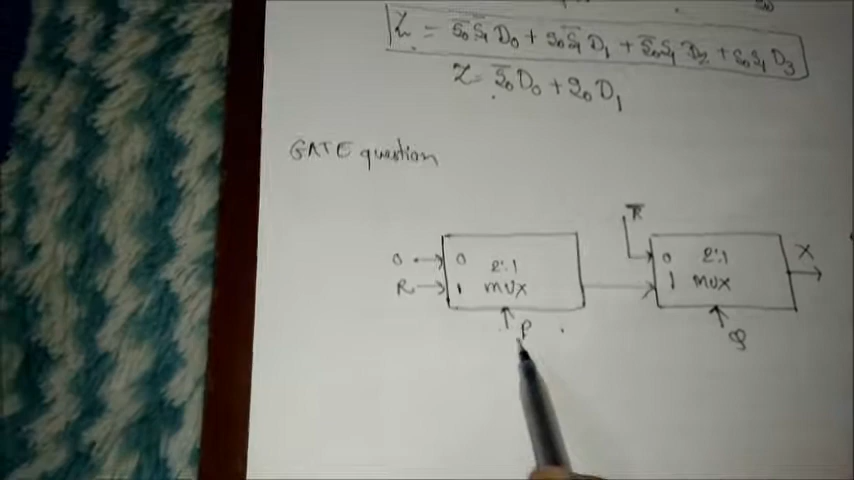 Z = S̅₀S̅₁D₀ + S₀S̅₁D₁ + S̅₀S₁D₂ + S₀S₁D₃
Z = S̅₀D₀ + S₀D₁
GATE question
R̅
0 0 2:1 0 2:1 X
R 1 MUX 1 MUX
P Q